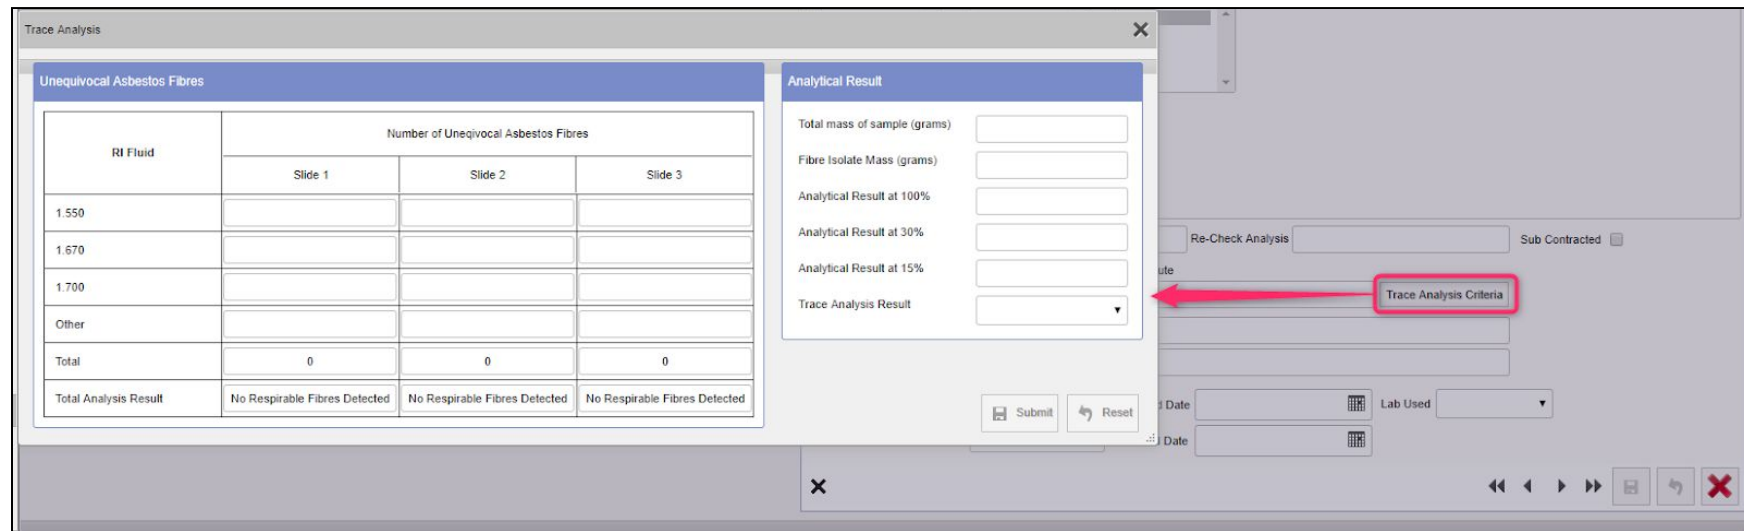 Trace Analysis
Unequivocal Asbestos Fibres
RI Fluid
Number of Uneqivocal Asbestos Fibres
Slide 1 Slide 2 Slide 3
1.550
1.670
1.700
Other
Total 0 0 0
Total Analysis Result No Respirable Fibres Detected No Respirable Fibres Detected No Respirable Fibres Detected
Analytical Result
Total mass of sample (grams)
Fibre Isolate Mass (grams)
Analytical Result at 100%
Analytical Result at 30%
Analytical Result at 15%
Trace Analysis Result
Submit Reset
Re-Check Analysis Sub Contracted
ute
Trace Analysis Criteria
Date Lab Used
Date